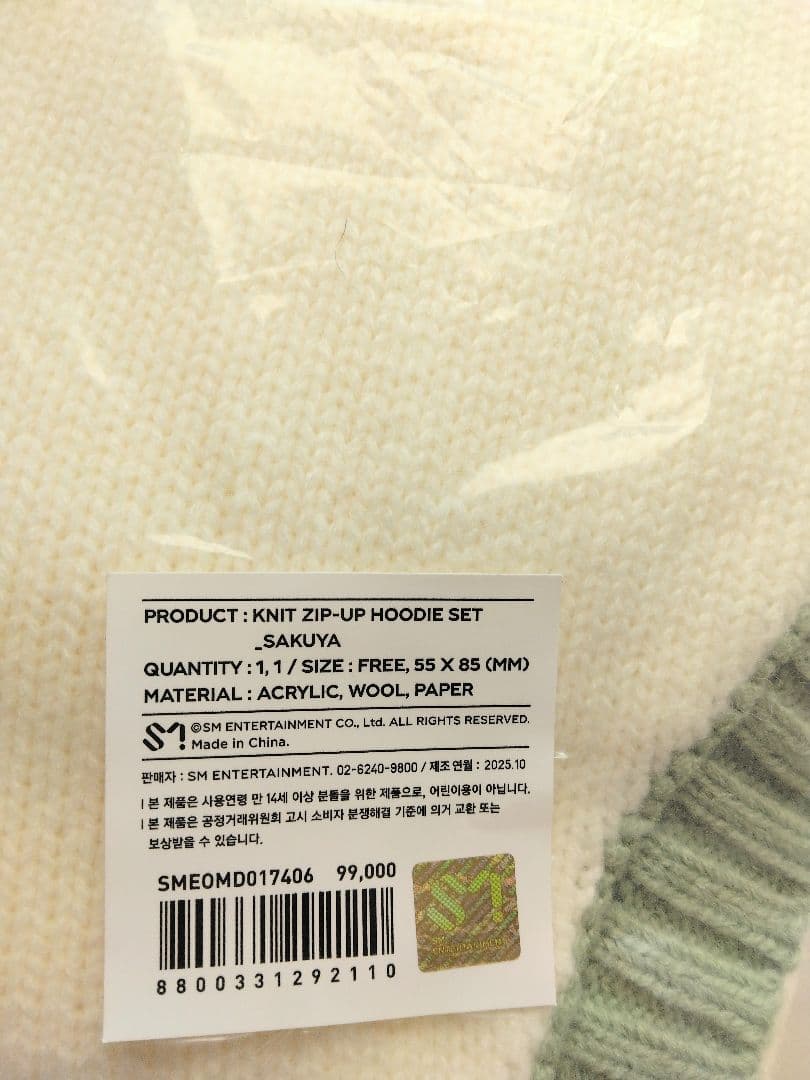 PRODUCT : KNIT ZIP-UP HOODIE SET
_SAKUYA
QUANTITY : 1, 1 / SIZE : FREE, 55 X 85 (MM)
MATERIAL : ACRYLIC, WOOL, PAPER
SM ©SM ENTERTAINMENT CO., Ltd. ALL RIGHTS RESERVED.
Made in China.
판매자 : SM ENTERTAINMENT. 02-6240-9800 / 제조 연월 : 2025.10
l 본 제품은 사용연령 만 14세 이상 분들을 위한 제품으로, 어린이용이 아닙니다.
l 본 제품은 공정거래위원회 고시 소비자 분쟁해결 기준에 의거 교환 또는
보상받을 수 있습니다.
SMEOMD017406 99,000
8800331292110
SM
ENTERTAINMENT